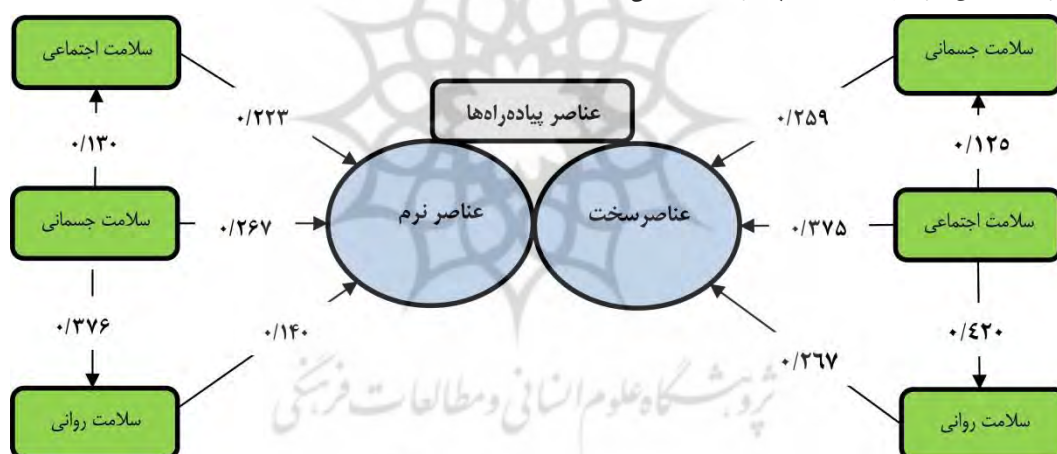 سلامت جسمانی
سلامت اجتماعی
عناصر پیاده‌راه‌ها
۰/۲۵۹
۰/۲۲۳
۰/۱۲۵
۰/۱۳۰
سلامت اجتماعی
۰/۳۷۵
عناصرسخت
عناصر نرم
۰/۲۶۷
سلامت جسمانی
۰/٤۲۰
۰/۲٦۷
۰/۱۴۰
۰/۳۷۶
سلامت روانی
پژوهشگاه علوم انسانی و مطالعات فرهنگی
سلامت روانی